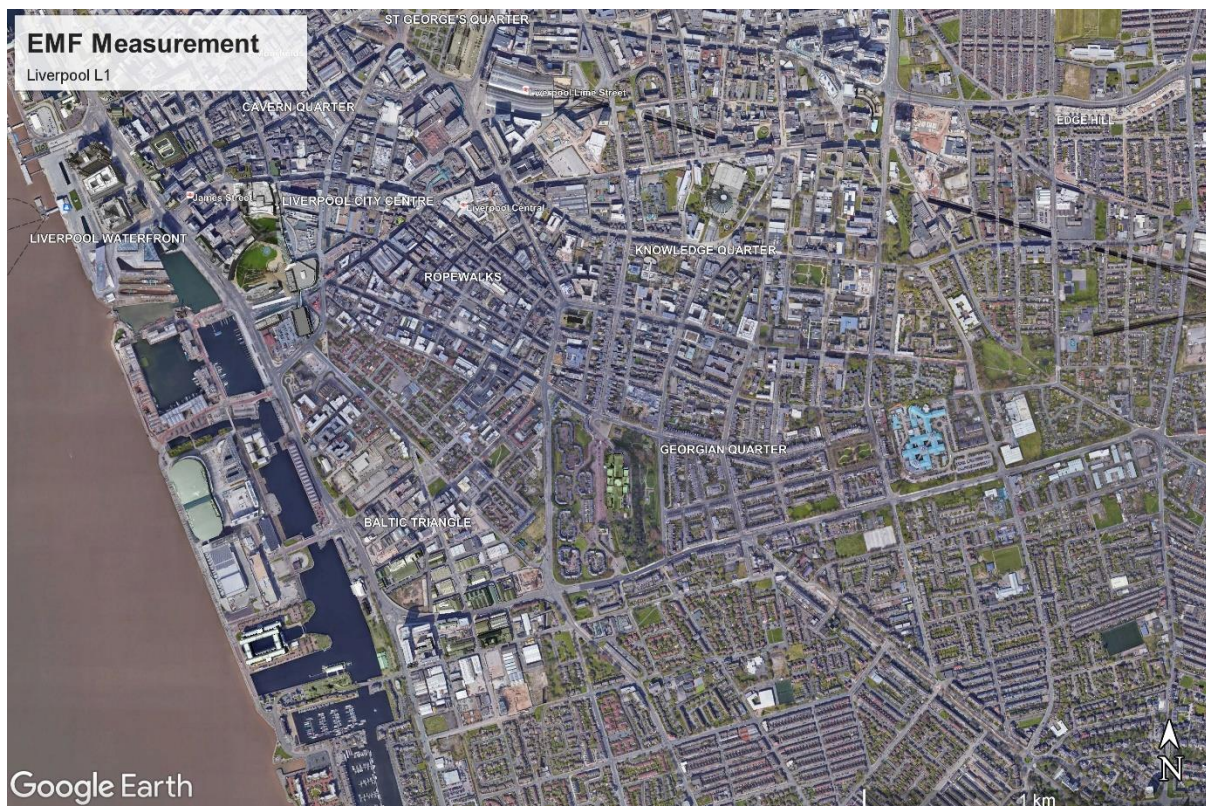 EMF Measurement
Liverpool L1
ST GEORGE'S QUARTER
Liverpool Lime Street
CAVERN QUARTER
EDGE HILL
James Street
LIVERPOOL CITY CENTRE
Liverpool Central
LIVERPOOL WATERFRONT
KNOWLEDGE QUARTER
ROPEWALKS
GEORGIAN QUARTER
BALTIC TRIANGLE
N
Google Earth
1 km